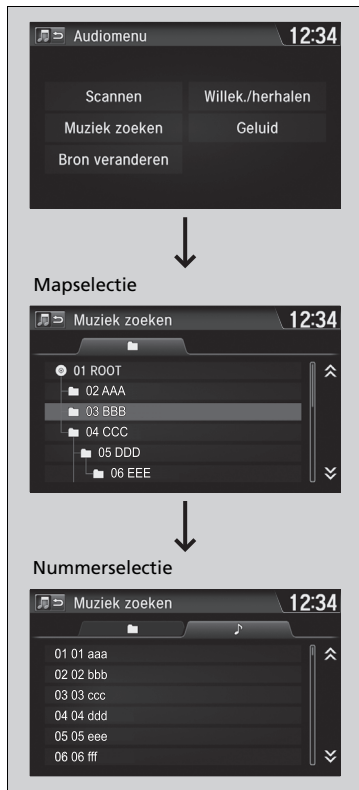 Audiomenu 12:34
Scannen Willek./herhalen
Muziek zoeken Geluid
Bron veranderen
Mapselectie
Muziek zoeken 12:34
01 ROOT
02 AAA
03 BBB
04 CCC
05 DDD
06 EEE
Nummerselectie
Muziek zoeken 12:34
01 01 aaa
02 02 bbb
03 03 ccc
04 04 ddd
05 05 eee
06 06 fff